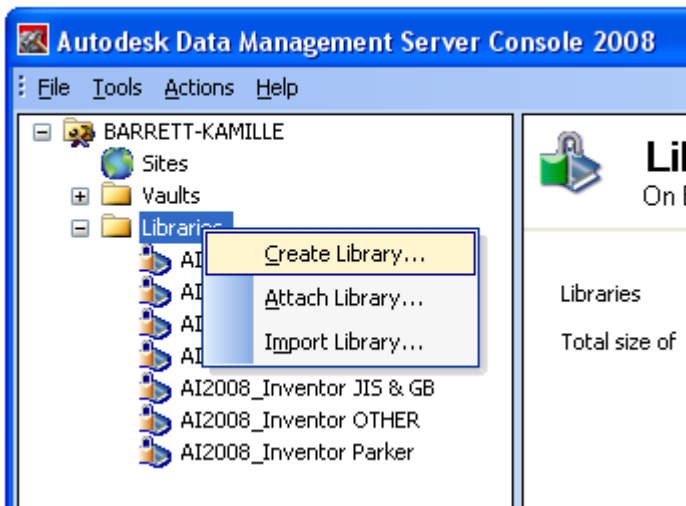 Autodesk Data Management Server Console 2008
File Tools Actions Help
BARRETT-KAMILLE
Sites
Vaults
Libraries
Create Library...
Attach Library...
Import Library...
AI2008_Inventor JIS & GB
AI2008_Inventor OTHER
AI2008_Inventor Parker
On
Libraries
Total size of